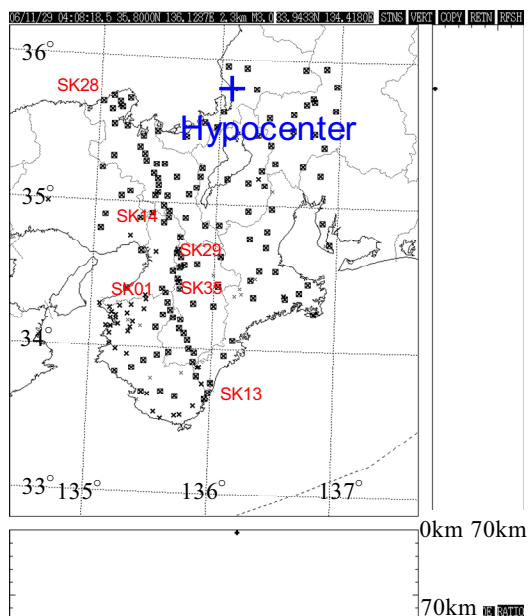 06/11/29 04:08:18.5 35.8000N 136.1287E 2.3km M3.0 33.9433N 134.4180E STNS VERT COPY RETN RFSH
36°
SK28
Hypocenter
35°
SK14
SK29
SK01 SK35
34°
SK13
33°
135° 136° 137°
0km 70km
70km RATIO